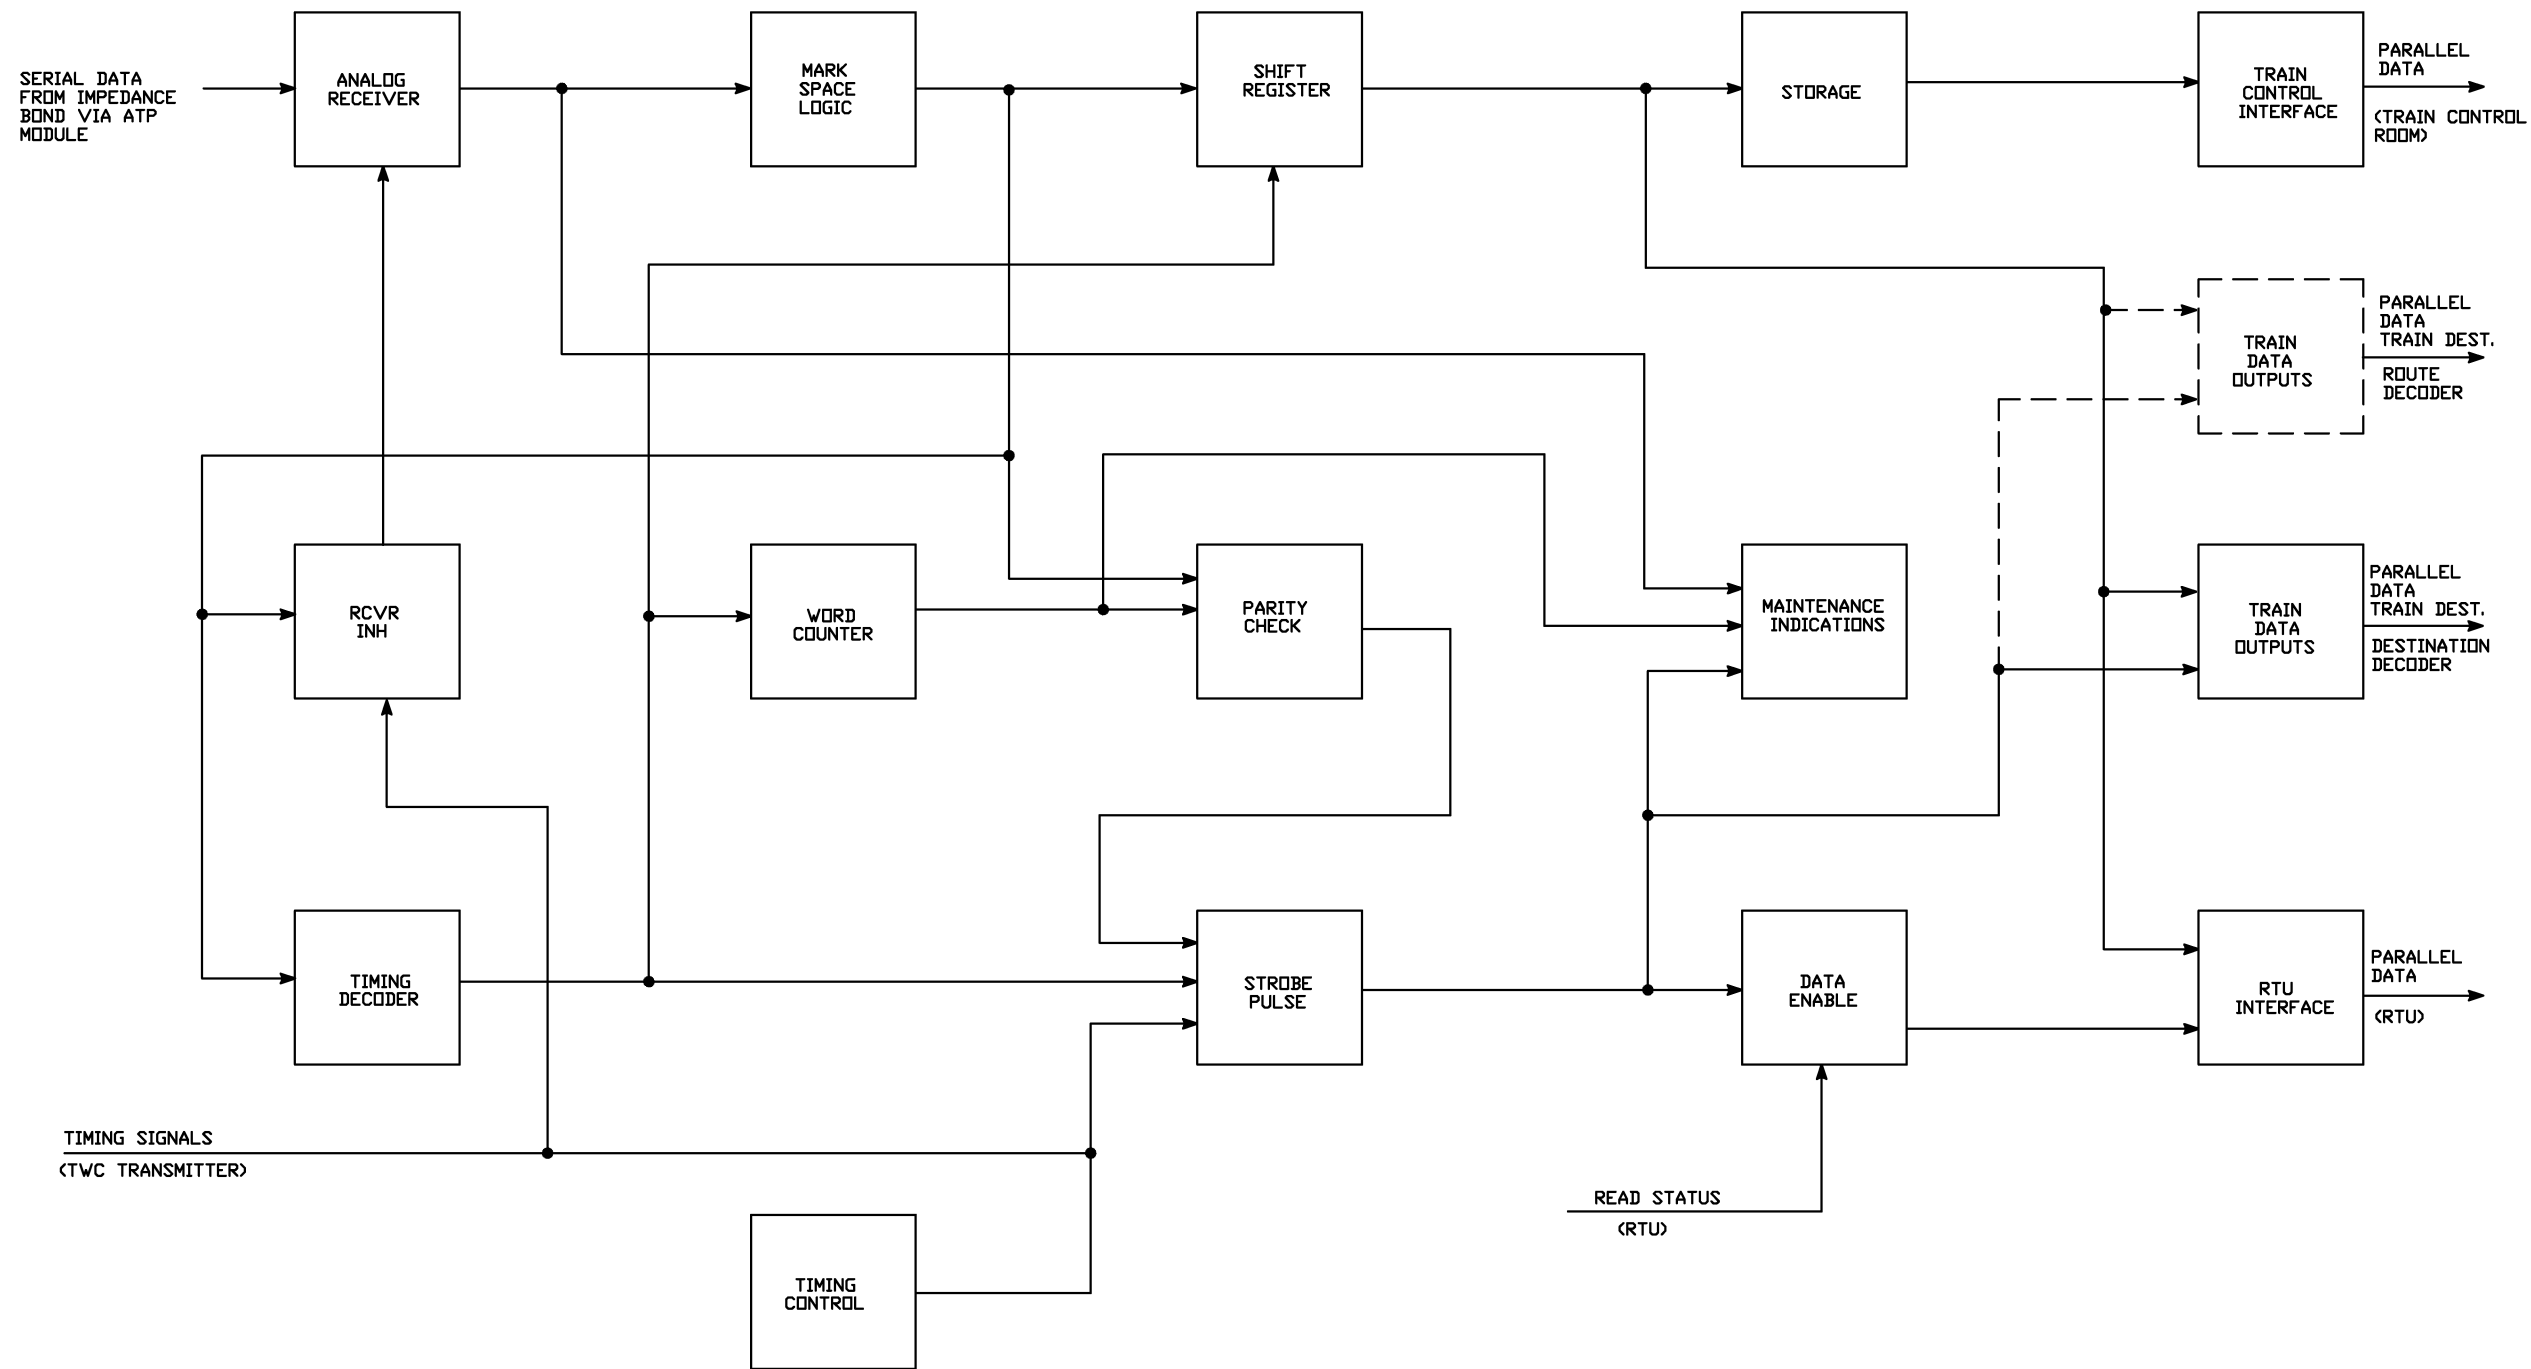 SERIAL DATA
FROM IMPEDANCE
BOND VIA ATP
MODULE
ANALOG
RECEIVER
MARK
SPACE
LOGIC
SHIFT
REGISTER
STORAGE
TRAIN
CONTROL
INTERFACE
PARALLEL
DATA
(TRAIN CONTROL
ROOM)
TRAIN
DATA
OUTPUTS
PARALLEL
DATA
TRAIN DEST.
ROUTE
DECODER
RCVR
INH
WORD
COUNTER
PARITY
CHECK
MAINTENANCE
INDICATIONS
TRAIN
DATA
OUTPUTS
PARALLEL
DATA
TRAIN DEST.
DESTINATION
DECODER
TIMING
DECODER
STROBE
PULSE
DATA
ENABLE
RTU
INTERFACE
PARALLEL
DATA
(RTU)
TIMING SIGNALS
(TWC TRANSMITTER)
READ STATUS
(RTU)
TIMING
CONTROL